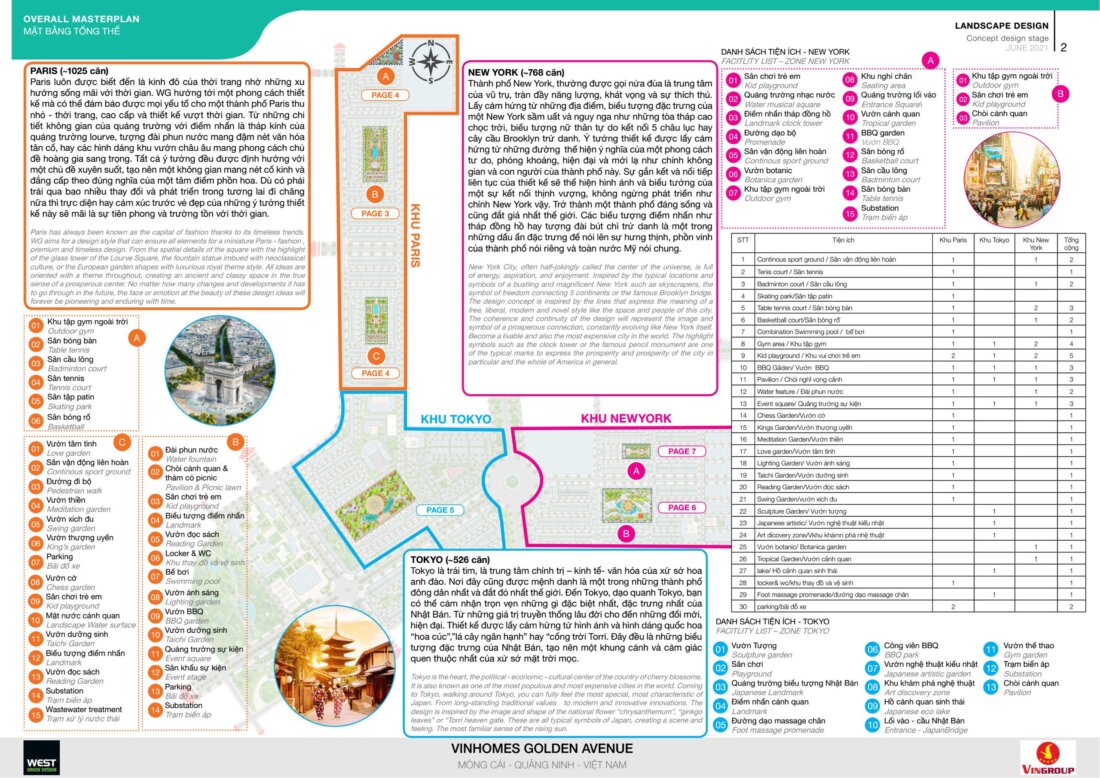 OVERALL MASTERPLAN
MẶT BẰNG TỔNG THỂ
LANDSCAPE DESIGN
Concept design stage
JUNE 2021
2
PARIS (~1025 căn)
Paris luôn được biết đến là kinh đô của thời trang nhờ những xu
hướng sống mãi với thời gian. WG hướng tới một phong cách thiết
kế mà có thể đảm bảo được mọi yếu tố cho một thành phố Paris thu
nhỏ - thời trang, cao cấp và thiết kế vượt thời gian. Từ những chi
tiết không gian của quảng trường với điểm nhấn là tháp kính của
quảng trường lourve, tượng đài phun nước mang đậm nét văn hóa
tân cổ, hay các hình dáng khu vườn châu âu mang phong cách chủ
đề hoàng gia sang trọng. Tất cả ý tưởng đều được định hướng với
một chủ đề xuyên suốt, tạo nên một không gian mang nét cổ kính và
đẳng cấp theo đúng nghĩa của một tâm điểm phồn hoa. Dù có phải
trải qua bao nhiêu thay đổi và phát triển trong tương lai đi chăng
nữa thì trực diện hay cảm xúc trước vẻ đẹp của những ý tưởng thiết
kế này sẽ mãi là sự tiên phong và trường tồn với thời gian.
Paris has always been known as the capital of fashion thanks to its timeless trends.
WG aims for a design style that can ensure all elements for a miniature Paris - fashion,
premium and timeless design. From the spatial details of the square with the highlight
of the glass tower of the Lourve Square, the fountain statue imbued with neoclassical
culture, or the European garden shapes with luxurious royal theme style. All ideas are
oriented with a theme throughout, creating an ancient and classy space in the true
sense of a prosperous center. No matter how many changes and developments it has
to go through in the future, the face or emotion at the beauty of these design ideas will
forever be pioneering and enduring with time.
N
E
S
W
A
PAGE 4
B
PAGE 3
C
PAGE 4
KHU PARIS
NEW YORK (~768 căn)
Thành phố New York, thường được gọi nửa đùa là trung tâm
của vũ trụ, tràn đầy năng lượng, khát vọng và sự thích thú.
Lấy cảm hứng từ những địa điểm, biểu tượng đặc trưng của
một New York sầm uất và nguy nga như những tòa tháp cao
chọc trời, biểu tượng nữ thần tự do kết nối 5 châu lục hay
cây cầu Brooklyn trứ danh. Ý tưởng thiết kế được lấy cảm
hứng từ những đường thể hiện ý nghĩa của một phong cách
tự do, phóng khoáng, hiện đại và mới lạ như chính không
gian và con người của thành phố này. Sự gắn kết và nối tiếp
liên tục của thiết kế sẽ thể hiện hình ảnh và biểu tưởng của
một sự kết nối thịnh vượng, không ngừng phát triển như
chính New York vậy. Trở thành một thành phố đáng sống và
cũng đắt giá nhất thế giới. Các biểu tượng điểm nhấn như
tháp đồng hồ hay tượng đài bút chì trứ danh là một trong
những dấu ấn đặc trưng để nói lên sự hưng thịnh, phồn vinh
của thành phố nói riêng và toàn nước Mỹ nói chung.
New York City, often half-jokingly called the center of the universe, is full
of energy, aspiration, and enjoyment. Inspired by the typical locations and
symbols of a bustling and magnificent New York such as skyscrapers, the
symbol of freedom connecting 5 continents or the famous Brooklyn bridge.
The design concept is inspired by the lines that express the meaning of a
free, liberal, modern and novel style like the space and people of this city.
The coherence and continuity of the design will represent the image and
symbol of a prosperous connection, constantly evolving like New York itself.
Become a livable and also the most expensive city in the world. The highlight
symbols such as the clock tower or the famous pencil monument are one of
the typical marks to express the prosperity and prosperity of the city in
particular and the whole of America in general.
DANH SÁCH TIỆN ÍCH - NEW YORK
FACITLITY LIST – ZONE NEW YORK
A
01 Sân chơi trẻ em
Kid playground
02 Quảng trường nhạc nước
Water musical square
03 Điểm nhấn tháp đồng hồ
Landmark clock tower
04 Đường dạo bộ
Promenade
05 Sân vận động liên hoàn
Continous sport ground
06 Vườn botanic
Botanica garden
07 Khu tập gym ngoài trời
Outdoor gym
08 Khu nghỉ chân
Seating area
09 Quảng trường lối vào
Entrance Square\
10 Vườn cảnh quan
Tropical garden
11 BBQ garden
Vườn BBQ
12 Sân bóng rổ
Basketball court
13 Sân cầu lông
Badminton court
14 Sân bóng bàn
Table tennis
15 Substation
Trạm biến áp
01 Khu tập gym ngoài trời
Outdoor gym
02 Sân chơi trẻ em
Kid playground
03 Chòi cảnh quan
Pavilion
B
STT Tiện ích Khu Paris Khu Tokyo Khu New York Tổng cộng
1 Continous sport ground / Sân vận động liên hoàn 1 1 2
2 Tenis court / Sân tennis 1 1
3 Badminton court / Sân cầu lông 1 1 2
4 Skating park/Sân tập patin 1
5 Table tennis court / Sân bóng bàn 1 2 3
6 Basketball court/Sân bóng rổ 1 1 2
7 Combination Swimming pool / bể bơi 1 1
8 Gym area / Khu tập gym 1 1 2 4
9 Kid playground / Khu vui chơi trẻ em 2 1 2 5
10 BBQ Gảden/ Vườn BBQ 1 1 1 3
11 Pavilion / Chòi nghỉ vọng cảnh 1 1 1 3
12 Water feature / Đài phun nước 1 1 2
13 Event square/ Quảng trường sự kiện 1 1 1 3
14 Chess Garden/Vườn cờ 1 1
15 Kings Garden/Vườn thượng uyển 1 1
16 Meditation Garden/Vườn thiền 1 1
17 Love garden/Vườn tâm tình 1 1
18 Lighting Garden/ Vườn ánh sáng 1 1
19 Taichi Garden/ Vườn dưỡng sinh 1 1
20 Reading Garden/ Vườn đọc sách 1 1
21 Swing Garden/vườn xích đu 1 1
22 Sculpture Garden/ Vườn tượng 1 1
23 Japanese artistic/ Vườn nghệ thuật kiểu nhật 1 1
24 Art dicovery zone/Vkhu khámn phá nghệ thuật 1 1
25 Vườn botanic/ Botanica garden 1 1
26 Tropical Garden/Vườn cảnh quan 1 1
27 lake/ Hồ cảnh quan sinh thái 1 1
28 locker& wc/khu thay đồ và vệ sinh 1 1
29 Foot massage promenade/đường dạo massage chân 1 1
30 parking/bãi đỗ xe 2 2
01 Khu tập gym ngoài trời
Outdoor gym
02 Sân bóng bàn
Table tennis
03 Sân cầu lông
Badminton court
04 Sân tennis
Tennis court
05 Sân tập patin
Skating park
06 Sân bóng rổ
Basketball
A
01 Vườn tâm tình
Love garden
02 Sân vận động liên hoàn
Continous sport ground
03 Đường đi bộ
Pedestrian walk
04 Vườn thiền
Meditation garden
05 Vườn xích đu
Swing garden
06 Vườn thượng uyển
King's garden
07 Parking
Bãi đỗ xe
08 Vườn cờ
Chess garden
09 Sân chơi trẻ em
Kid playground
10 Mặt nước cảnh quan
Landscape Water surface
11 Vườn dưỡng sinh
Taichi Garden
12 Biểu tượng điểm nhấn
Landmark
13 Vườn đọc sách
Reading Garden
14 Substation
Trạm biến áp
15 Wastewater treatment
Trạm xử lý nước thải
C
01 Đài phun nước
Water fountain
02 Chòi cảnh quan &
thảm cỏ picnic
Pavilion & Picnic lawn
03 Sân chơi trẻ em
Kid playground
04 Biểu tượng điểm nhấn
Landmark
05 Vườn đọc sách
Reading Garden
06 Locker & WC
Khu thay đồ và vệ sinh
07 Bể bơi
Swimming pool
08 Vườn ánh sáng
Lighting garden
09 Vườn BBQ
BBQ garden
10 Vườn dưỡng sinh
Taichi Garden
11 Quảng trường sự kiện
Event square
12 Sân khấu sự kiện
Event stage
13 Parking
Bãi đỗ xe
14 Substation
Trạm biến áp
B
KHU TOKYO
PAGE 5
KHU NEWYORK
PAGE 7
A
PAGE 6
B
TOKYO (~526 căn)
Tokyo là trái tim, là trung tâm chính trị – kinh tế- văn hóa của xứ sở hoa
anh đào. Nơi đây cũng được mệnh danh là một trong những thành phố
đông dân nhất và đắt đỏ nhất thế giới. Đến Tokyo, dạo quanh Tokyo, bạn
có thể cảm nhận trọn vẹn những gì đặc biệt nhất, đặc trưng nhất của
Nhật Bản. Từ những giá trị truyền thống lâu đời cho đến những đổi mới,
hiện đại. Thiết kế được lấy cảm hứng từ hình ảnh và hình dáng quốc hoa
“hoa cúc”,”lá cây ngân hạnh” hay “cổng trời Torri. Đây đều là những biểu
tượng đặc trưng của Nhật Bản, tạo nên một khung cảnh và cảm giác
quen thuộc nhất của xứ sở mặt trời mọc.
Tokyo is the heart, the political - economic - cultural center of the country of cherry blossoms.
It is also known as one of the most populous and most expensive cities in the world. Coming
to Tokyo, walking around Tokyo, you can fully feel the most special, most characteristic of
Japan. From long-standing traditional values to modern and innovative innovations. The
design is inspired by the image and shape of the national flower “chrysanthemum”, “ginkgo
leaves” or “Torri heaven gate. These are all typical symbols of Japan, creating a scene and
feeling. The most familiar sense of the rising sun.
DANH SÁCH TIỆN ÍCH - TOKYO
FACITLITY LIST – ZONE TOKYO
01 Vườn Tượng
Sculpture garden
02 Sân chơi
Playground
03 Quảng trường biểu tượng Nhật Bản
Japanese Landmark
04 Điểm nhấn cảnh quan
Landmark
05 Đường dạo massage chân
Foot massage promenade
06 Công viên BBQ
BBQ park
07 Vườn nghệ thuật kiểu nhật
Japanese artistic garden
08 Khu khám phá nghệ thuật
Art discovery zone
09 Hồ cảnh quan sinh thái
Japanese eco lake
10 Lối vào - cầu Nhật Bản
Entrance - JapanBridge
11 Vườn thể thao
Gym garden
12 Trạm biến áp
Substation
13 Chòi cảnh quan
Pavilion
WEST
GREEN DESIGN
VINHOMES GOLDEN AVENUE
MÓNG CÁI - QUẢNG NINH - VIỆT NAM
VINGROUP